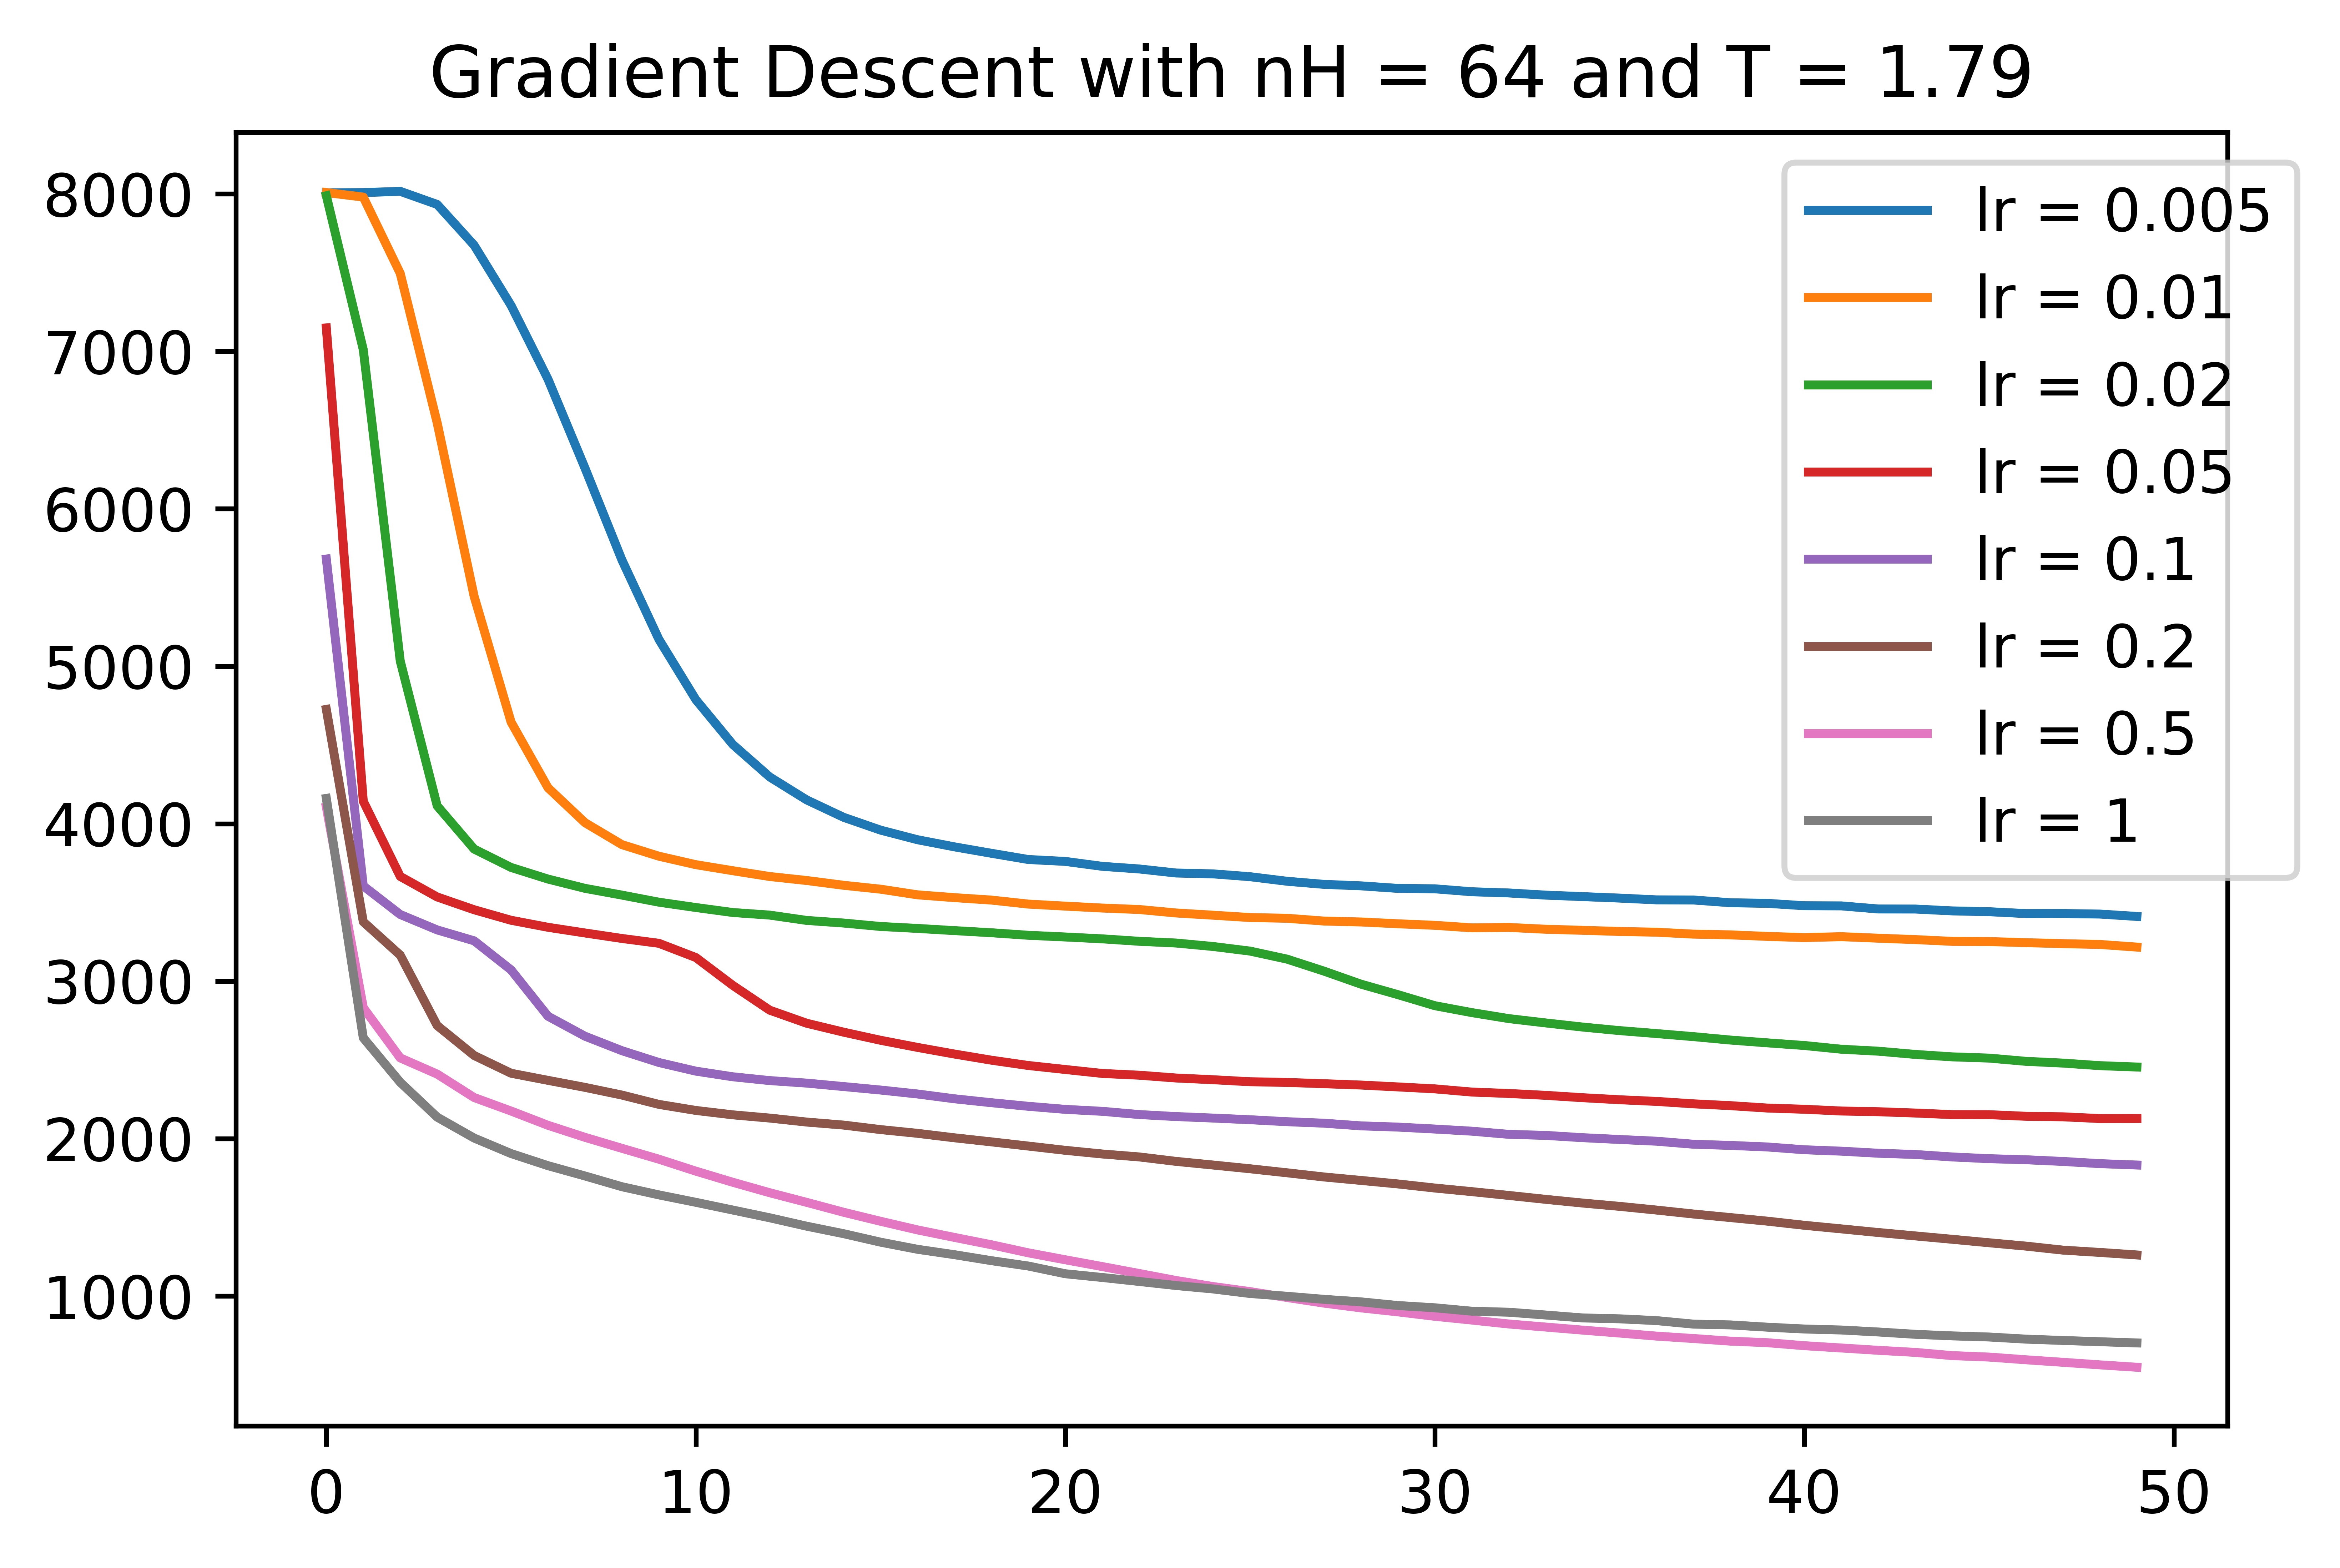 Gradient Descent with nH = 64 and T = 1.79
8000
7000
6000
5000
4000
3000
2000
1000
lr = 0.005
lr = 0.01
lr = 0.02
lr = 0.05
lr = 0.1
lr = 0.2
lr = 0.5
lr = 1
0 10 20 30 40 50